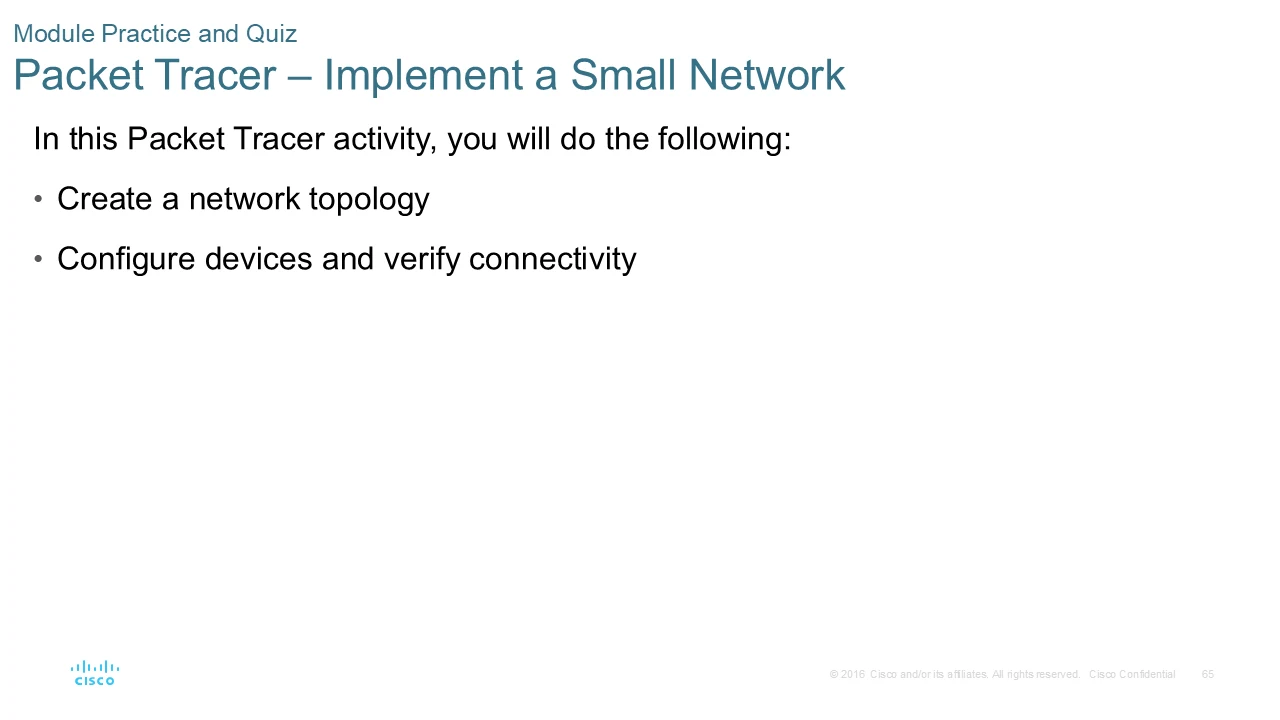 Module Practice and Quiz
Packet Tracer – Implement a Small Network
In this Packet Tracer activity, you will do the following:
• Create a network topology
• Configure devices and verify connectivity
CISCO
© 2016 Cisco and/or its affiliates. All rights reserved. Cisco Confidential 65